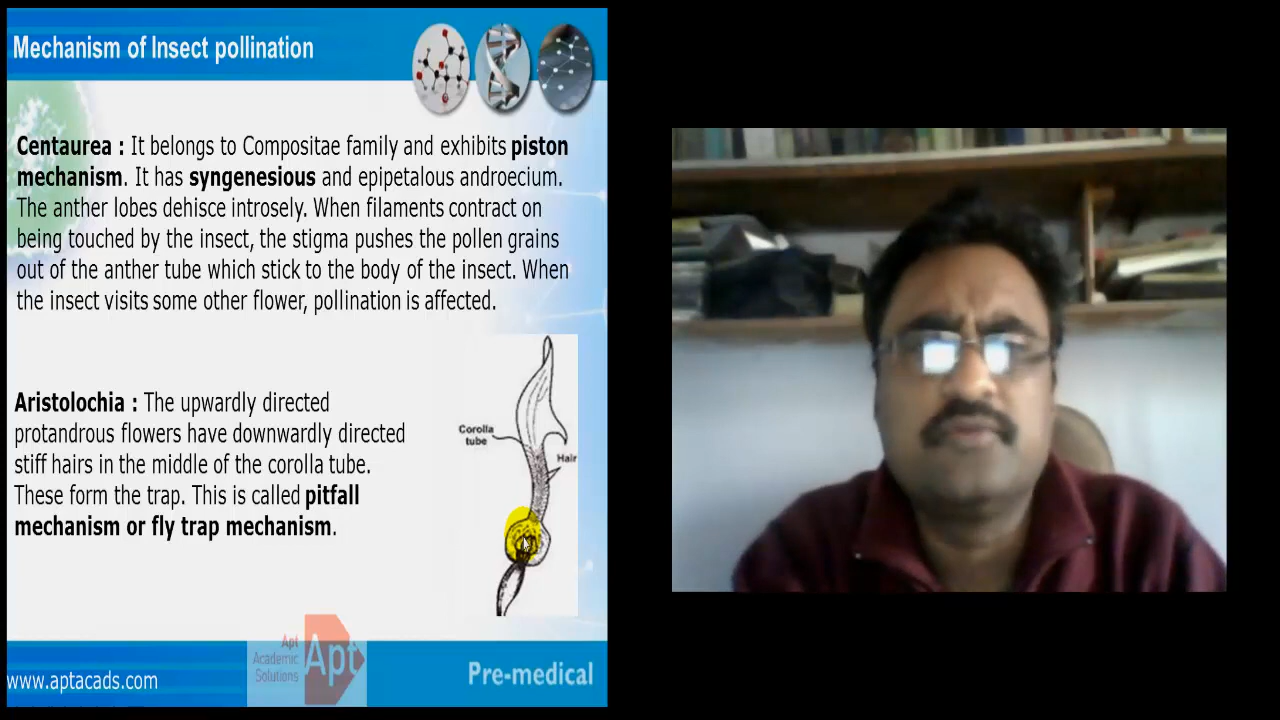 Mechanism of Insect pollination
Centaurea : It belongs to Compositae family and exhibits piston
mechanism. It has syngenesious and epipetalous androecium.
The anther lobes dehisce introsely. When filaments contract on
being touched by the insect, the stigma pushes the pollen grains
out of the anther tube which stick to the body of the insect. When
the insect visits some other flower, pollination is affected.
Corolla
tube
Hair
Aristolochia : The upwardly directed
protandrous flowers have downwardly directed
stiff hairs in the middle of the corolla tube.
These form the trap. This is called pitfall
mechanism or fly trap mechanism.
Apt
Academic
Solutions
Apt
www.aptacads.com
Pre-medical